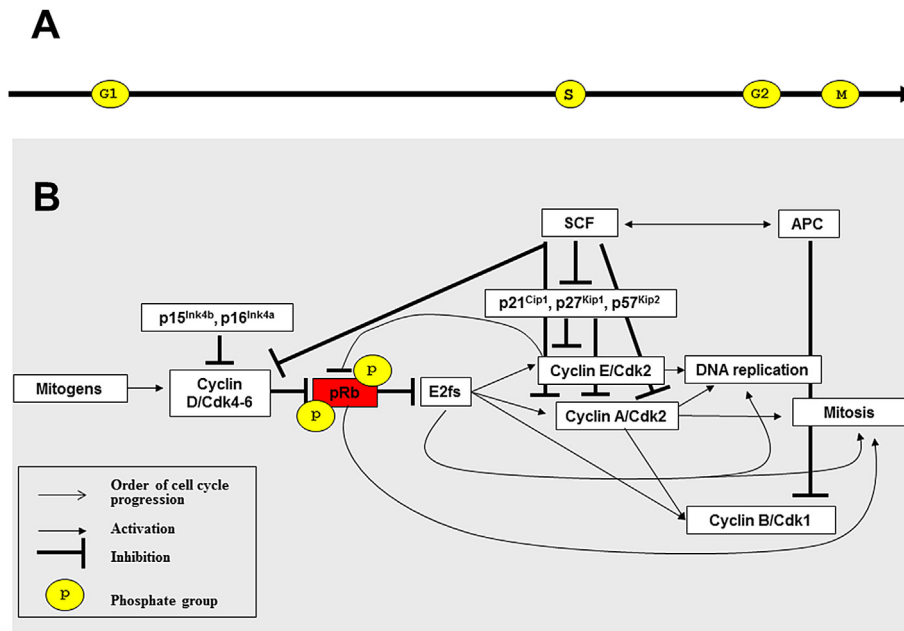 A
G1
S
G2
M
B
SCF
APC
p15Ink4b, p16Ink4a
p21Cip1, p27Kip1, p57Kip2
Mitogens
Cyclin
D/Cdk4-6
pRb
P
P
E2fs
Cyclin E/Cdk2
DNA replication
Cyclin A/Cdk2
Mitosis
Cyclin B/Cdk1
Order of cell cycle
progression
Activation
Inhibition
P
Phosphate group